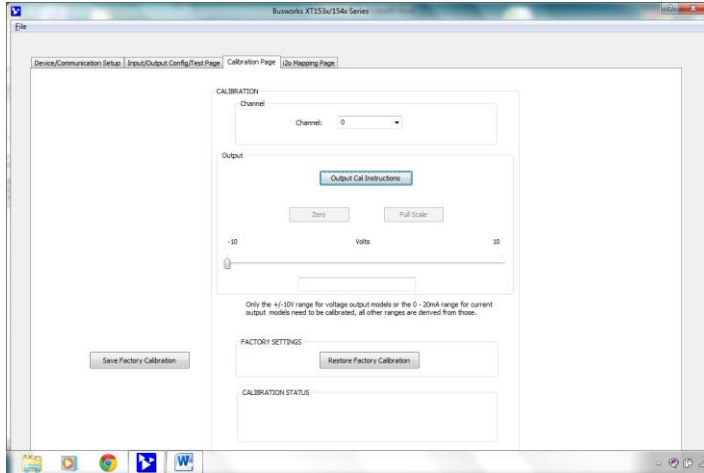 Busworks XT153x/154x Series
File
Device/Communication Setup Input/Output Config/Test Page Calibration Page i2o Mapping Page
CALIBRATION
Channel
Channel: 0
Output
Output Cal Instructions
Zero Full Scale
-10 Volts 10
Only the +/-10V range for voltage output models or the 0 - 20mA range for current
output models need to be calibrated, all other ranges are derived from those.
FACTORY SETTINGS
Save Factory Calibration Restore Factory Calibration
CALIBRATION STATUS